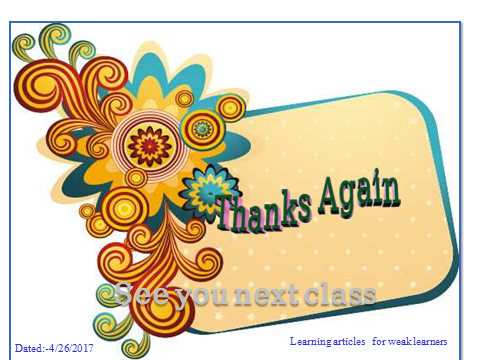 Thanks Again
See you next class
Dated:-4/26/2017
Learning articles for weak learners